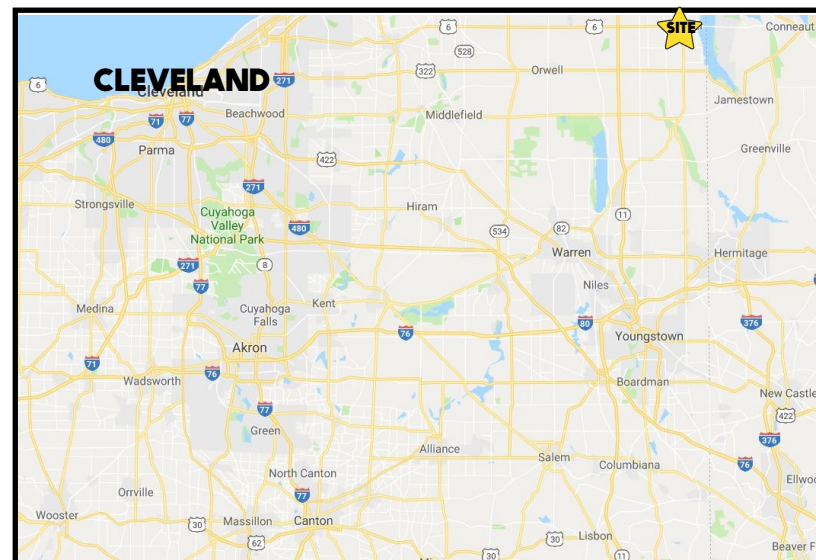 SITE
6
6
Conneaut
528
CLEVELAND
Cleveland
6
271
322
Orwell
Jamestown
71
77
Beachwood
Middlefield
480
Parma
422
Greenville
271
Strongsville
Cuyahoga
Valley
National Park
480
Hiram
534
82
11
Warren
Hermitage
271
8
77
Niles
Medina
Cuyahoga
Falls
Kent
76
80
Youngstown
376
Akron
71
76
Wadsworth
Boardman
New Castle
77
422
Green
376
Alliance
Salem
Columbiana
76
North Canton
Ellwo
Orrville
77
Wooster
30
Massillon
Canton
62
30
30
Lisbon
11
Beaver F